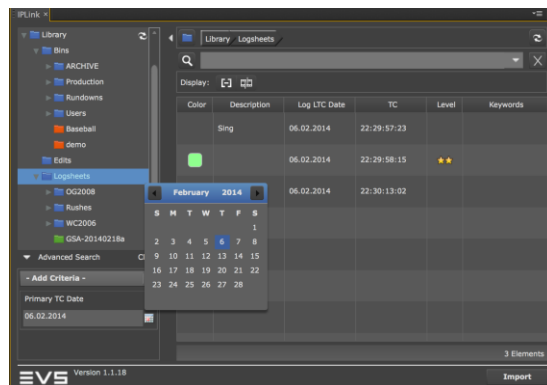 IPLink ×
Library
Bins
ARCHIVE
Production
Rundowns
Users
Baseball
demo
Edits
Logsheets
OG2008
Rushes
WC2006
GSA-20140218a
Advanced Search
- Add Criteria -
Primary TC Date
06.02.2014
Library Logsheets
Display:
Color Description Log LTC Date TC Level Keywords
Sing 06.02.2014 22:29:57:23
06.02.2014 22:29:58:15 ★★
06.02.2014 22:30:13:02
February 2014
S M T W T F S
1
2 3 4 5 6 7 8
9 10 11 12 13 14 15
16 17 18 19 20 21 22
23 24 25 26 27 28
3 Elements
EVS Version 1.1.18
Import